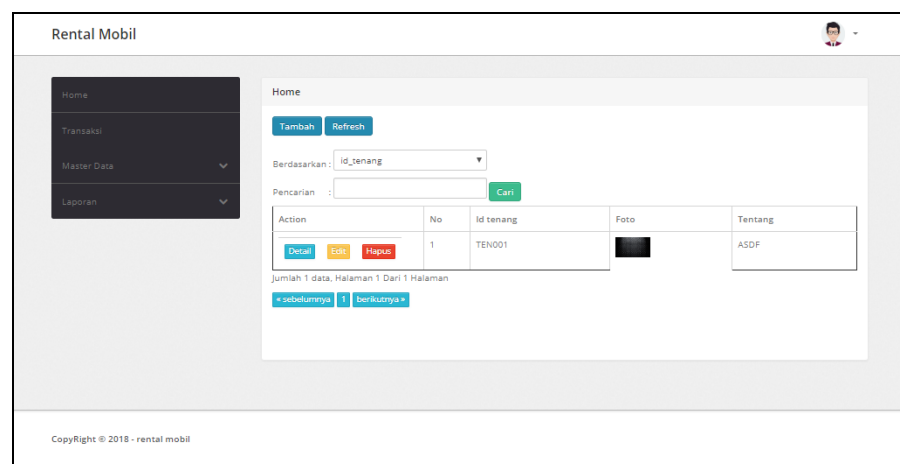 Rental Mobil
Home
Transaksi
Master Data
Laporan
Home
Tambah Refresh
Berdasarkan : id_tenang
Pencarian : Cari
Action No Id tenang Foto Tentang
Detail Edit Hapus 1 TEN001 ASDF
Jumlah 1 data, Halaman 1 Dari 1 Halaman
« sebelumnya 1 berikutnya »
CopyRight © 2018 - rental mobil